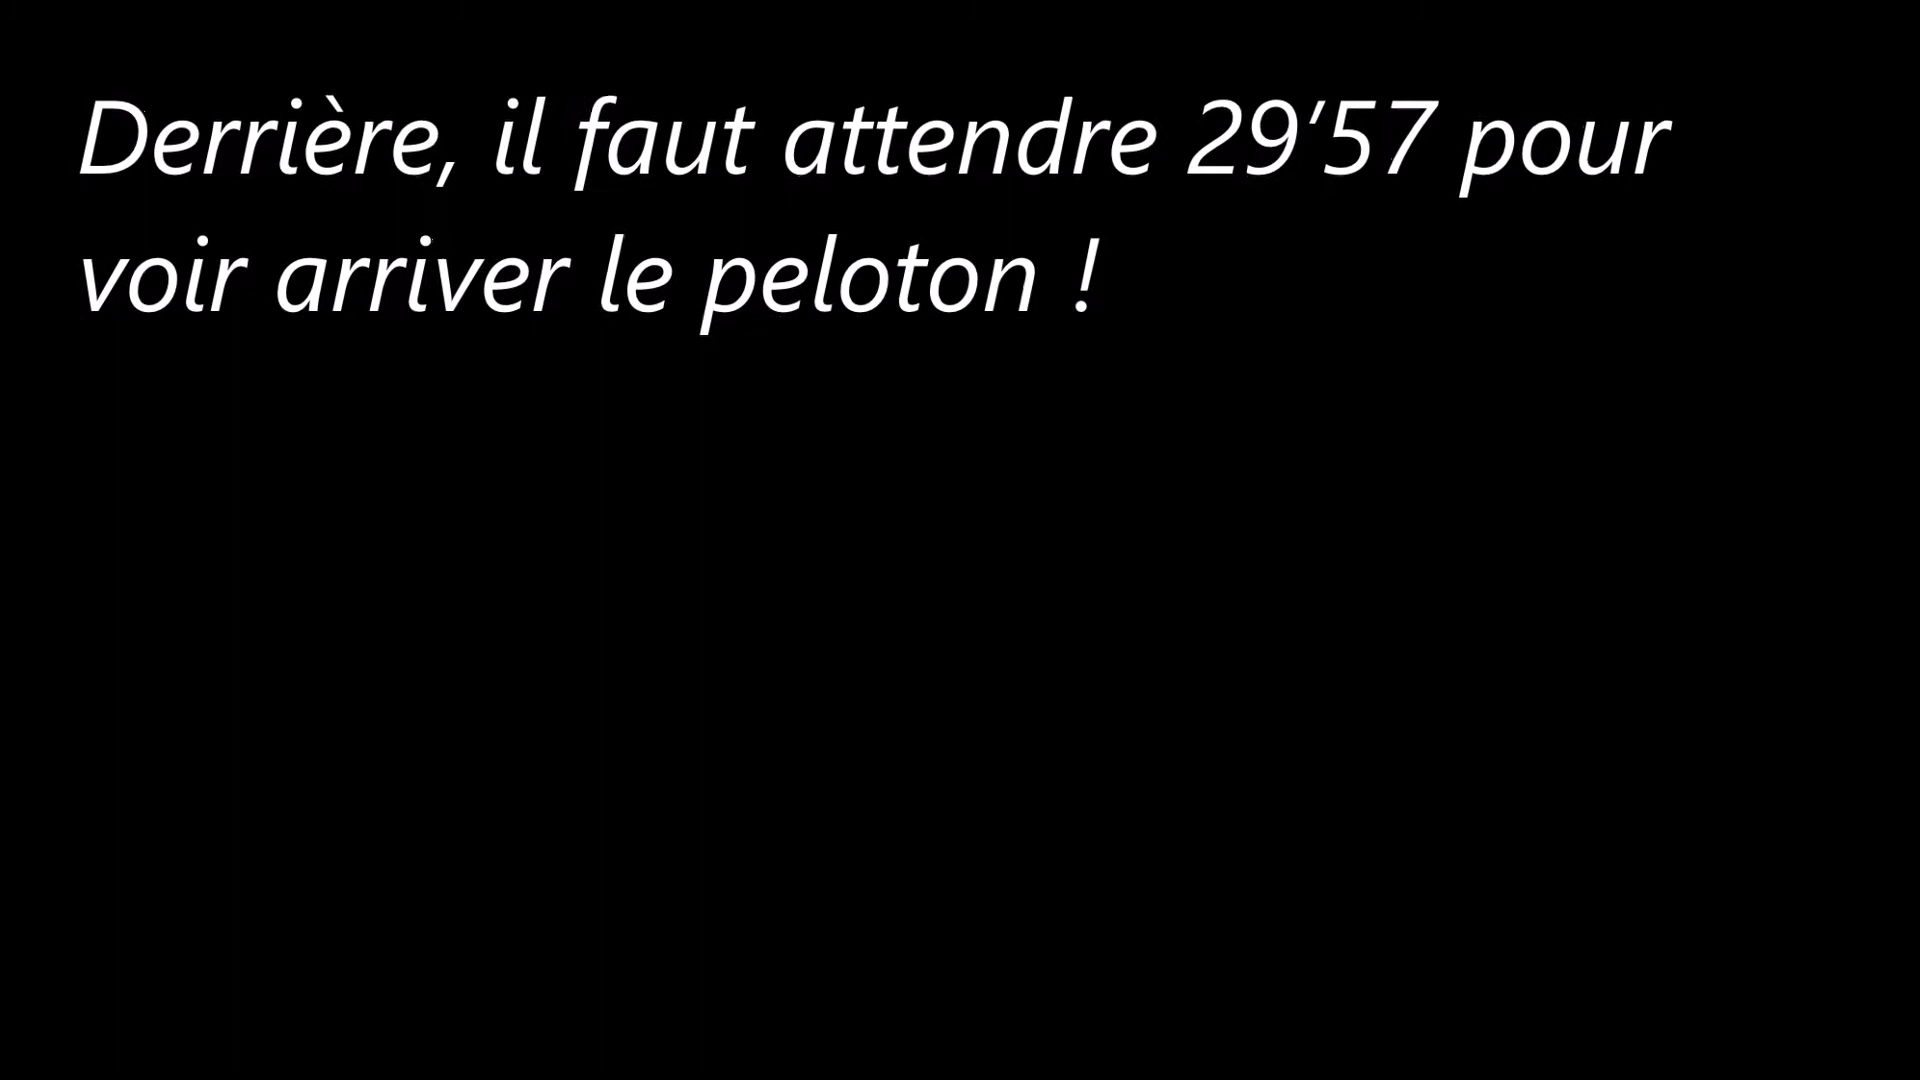 Derrière, il faut attendre 29’57 pour
voir arriver le peloton !